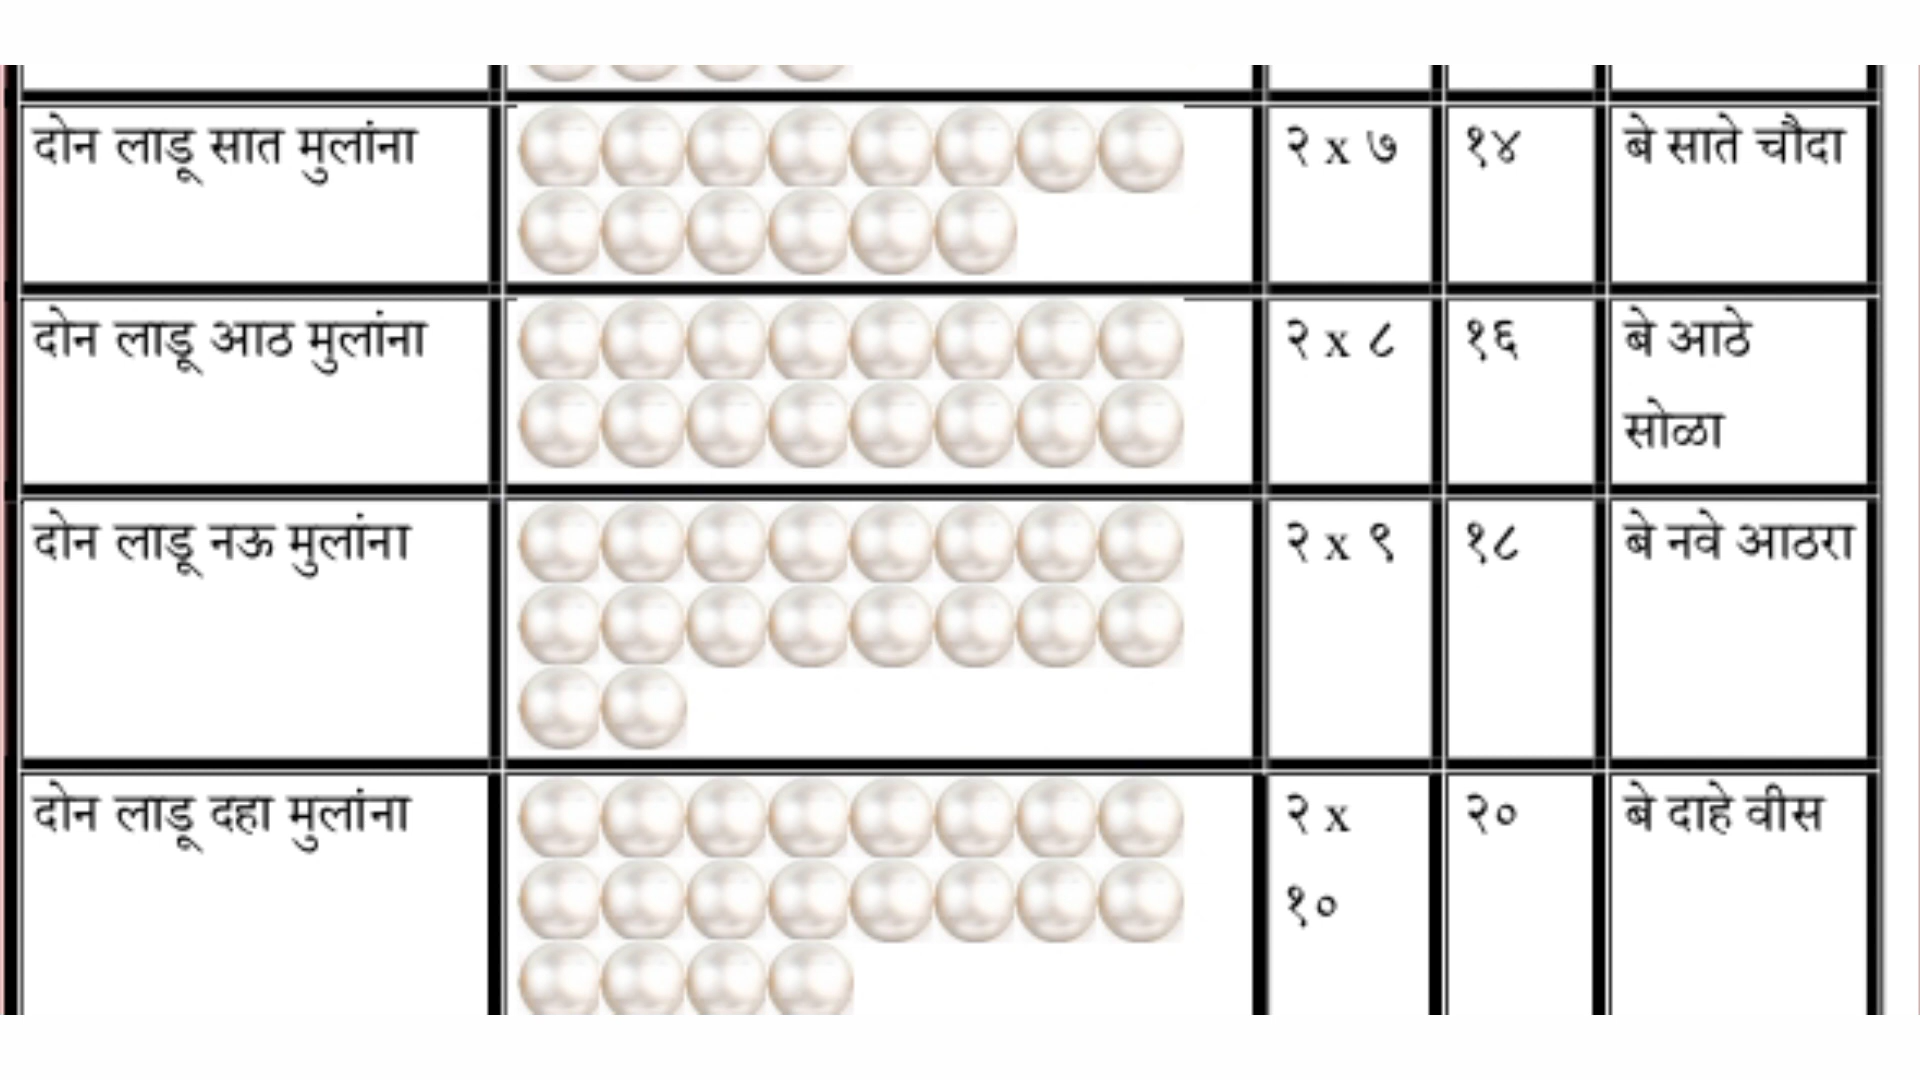 दोन लाडू सात मुलांना २ x ७ १४ बे साते चौदा
दोन लाडू आठ मुलांना २ x ८ १६ बे आठे
सोळा
दोन लाडू नऊ मुलांना २ x ९ १८ बे नवे आठरा
दोन लाडू दहा मुलांना २ x २० बे दाहे वीस
१०